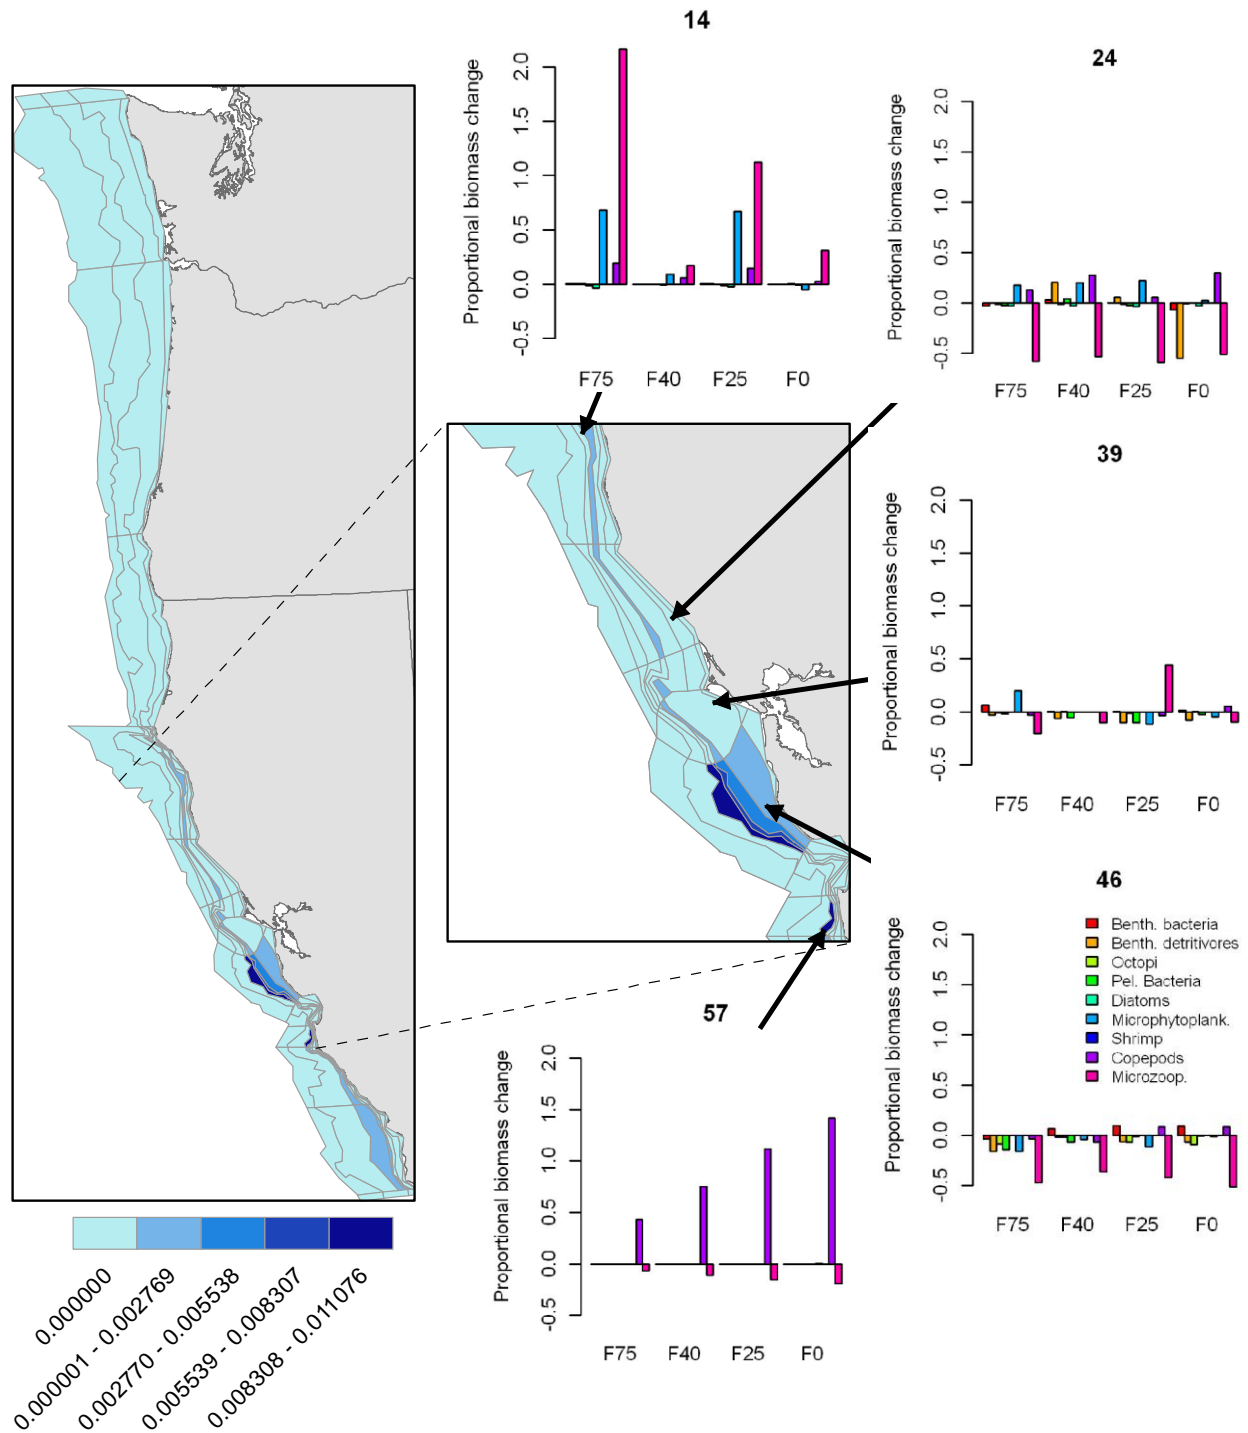 14
Proportional biomass change
2.0
1.5
1.0
0.5
0.0
-0.5
F75 F40 F25 F0
24
Proportional biomass change
2.0
1.5
1.0
0.5
0.0
-0.5
F75 F40 F25 F0
39
Proportional biomass change
2.0
1.5
1.0
0.5
0.0
-0.5
F75 F40 F25 F0
46
Proportional biomass change
2.0
1.5
1.0
0.5
0.0
-0.5
Benth. bacteria
Benth. detritivores
Octopi
Pel. Bacteria
Diatoms
Microphytoplank.
Shrimp
Copepods
Microzoop.
F75 F40 F25 F0
57
Proportional biomass change
2.0
1.5
1.0
0.5
0.0
-0.5
F75 F40 F25 F0
0.000000
0.000001 - 0.002769
0.002770 - 0.005538
0.005539 - 0.008307
0.008308 - 0.011076